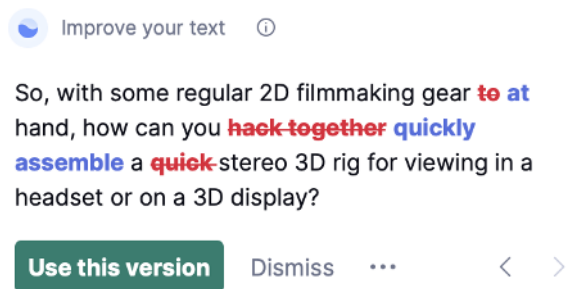 Improve your text
So, with some regular 2D filmmaking gear to at
hand, how can you hack together quickly
assemble a quick stereo 3D rig for viewing in a
headset or on a 3D display?
Use this version Dismiss